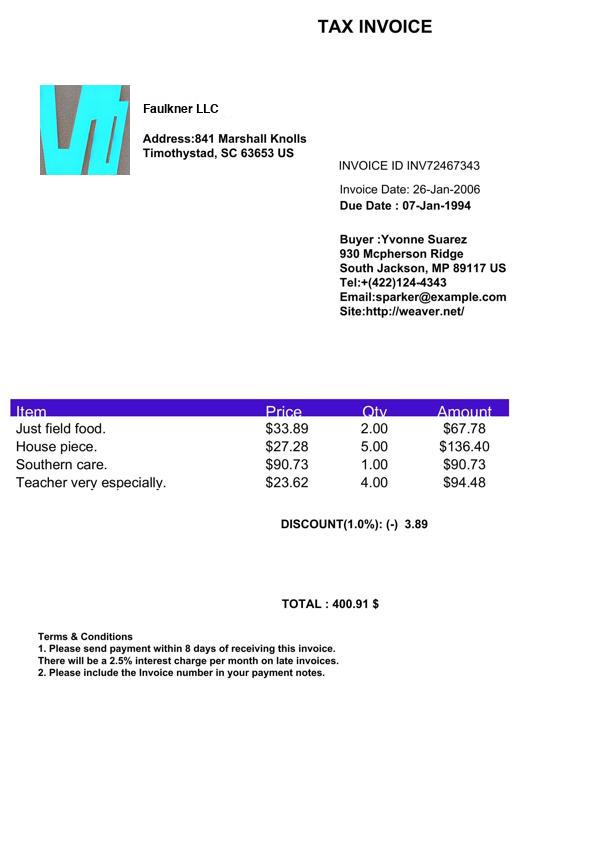 TAX INVOICE
Faulkner LLC
Address:841 Marshall Knolls
Timothystad, SC 63653 US
INVOICE ID INV72467343
Invoice Date: 26-Jan-2006
Due Date : 07-Jan-1994
Buyer :Yvonne Suarez
930 Mcpherson Ridge
South Jackson, MP 89117 US
Tel:+(422)124-4343
Email:sparker@example.com
Site:http://weaver.net/
Item Price Qty Amount
Just field food. $33.89 2.00 $67.78
House piece. $27.28 5.00 $136.40
Southern care. $90.73 1.00 $90.73
Teacher very especially. $23.62 4.00 $94.48
DISCOUNT(1.0%): (-) 3.89
TOTAL : 400.91 $
Terms & Conditions
1. Please send payment within 8 days of receiving this invoice.
There will be a 2.5% interest charge per month on late invoices.
2. Please include the Invoice number in your payment notes.